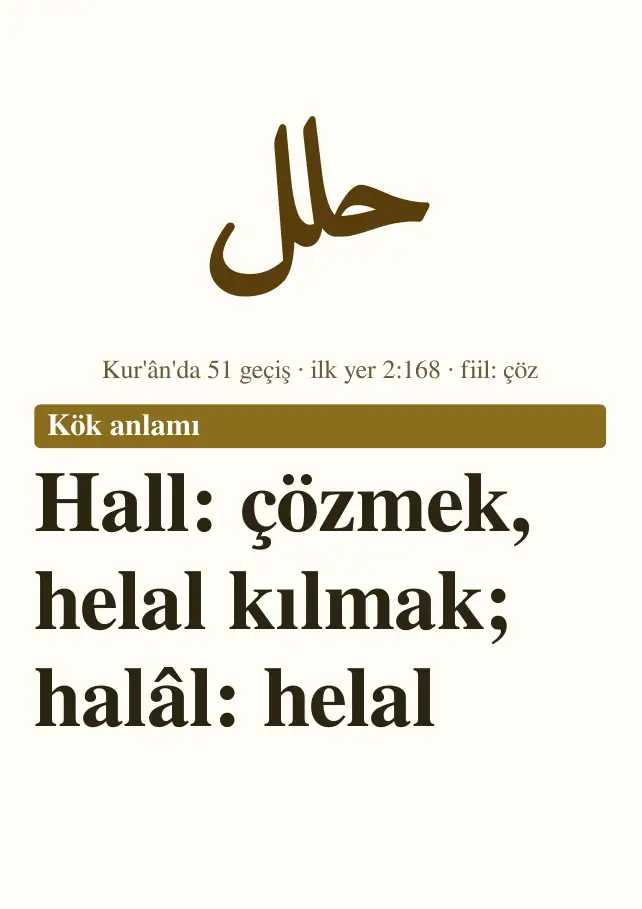 حلل
Kur'ân'da 51 geçiş · ilk yer 2:168 · fiil: çöz
Kök anlamı
Hall: çözmek,
helal kılmak;
halâl: helal